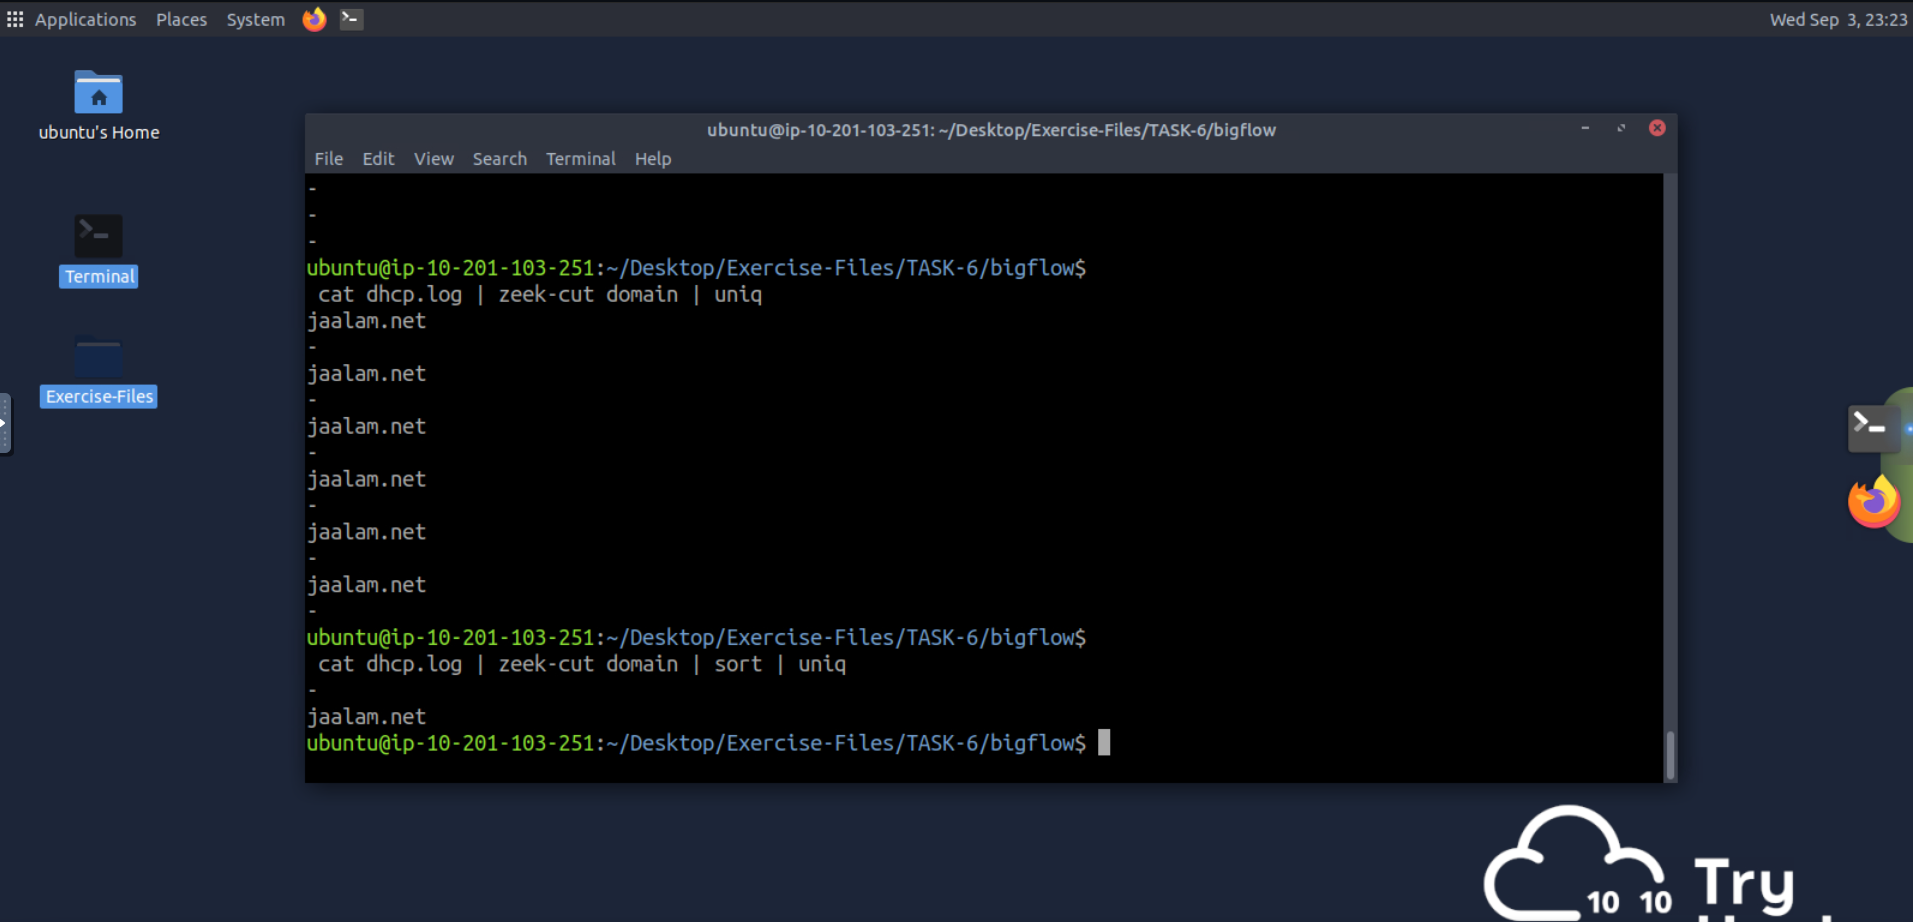 Applications Places System Wed Sep 3, 23:23
ubuntu's Home
Terminal
Exercise-Files
ubuntu@ip-10-201-103-251: ~/Desktop/Exercise-Files/TASK-6/bigflow
File Edit View Search Terminal Help
-
-
-
ubuntu@ip-10-201-103-251:~/Desktop/Exercise-Files/TASK-6/bigflow$
cat dhcp.log | zeek-cut domain | uniq
jaalam.net
-
jaalam.net
-
jaalam.net
-
jaalam.net
-
jaalam.net
-
jaalam.net
-
ubuntu@ip-10-201-103-251:~/Desktop/Exercise-Files/TASK-6/bigflow$
cat dhcp.log | zeek-cut domain | sort | uniq
-
jaalam.net
ubuntu@ip-10-201-103-251:~/Desktop/Exercise-Files/TASK-6/bigflow$
10 10 Try